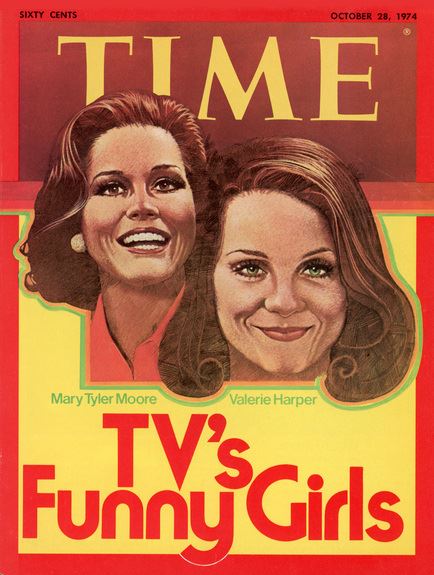 SIXTY CENTS OCTOBER 28, 1974
TIME
®
Mary Tyler Moore Valerie Harper
TV's
Funny Girls